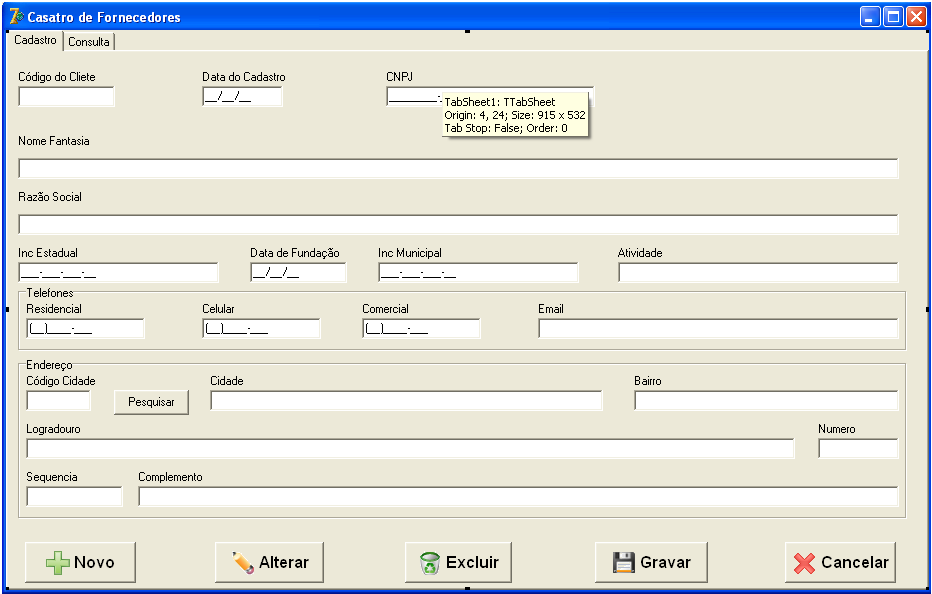 Casatro de Fornecedores
Cadastro Consulta
Código do Cliete Data do Cadastro CNPJ
__/__/__ ________-
TabSheet1: TTabSheet
Origin: 4, 24; Size: 915 x 532
Tab Stop: False; Order: 0
Nome Fantasia
Razão Social
Inc Estadual Data de Fundação Inc Municipal Atividade
___.___.___.__ __/__/__ ___.___.___.__
Telefones
Residencial Celular Comercial Email
(__)____-____ (__)____-____ (__)____-____
Endereço
Código Cidade Cidade Bairro
Pesquisar
Logradouro Numero
Sequencia Complemento
Novo Alterar Excluir Gravar Cancelar